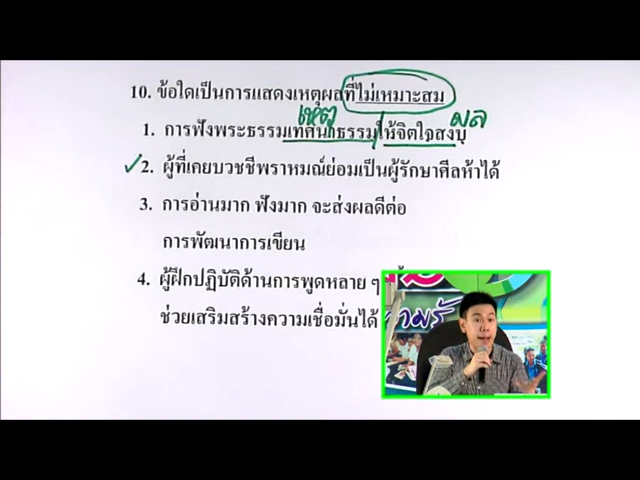 10. ข้อใดเป็นการแสดงเหตุผลที่ไม่เหมาะสม
เหตุ ผล
1. การฟังพระธรรมเทศนาธรรมให้จิตใจสงบ
2. ผู้ที่เคยบวชชีพราหมณ์ย่อมเป็นผู้รักษาศีลห้าได้
3. การอ่านมาก ฟังมาก จะส่งผลดีต่อ
การพัฒนาการเขียน
4. ผู้ฝึกปฏิบัติด้านการพูดหลาย ๆ
ช่วยเสริมสร้างความเชื่อมั่นได้